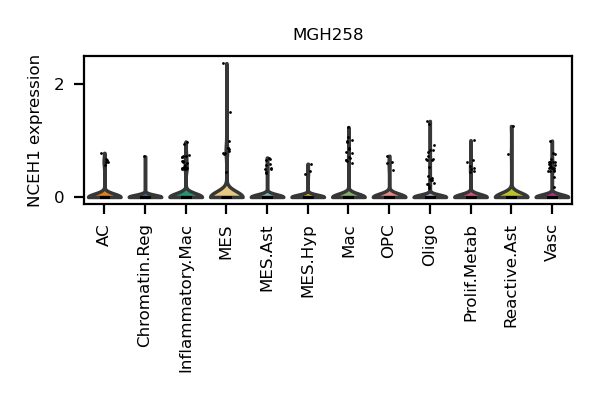 MGH258
NCEH1 expression
2
0
AC
Chromatin.Reg
Inflammatory.Mac
MES
MES.Ast
MES.Hyp
Mac
OPC
Oligo
Prolif.Metab
Reactive.Ast
Vasc